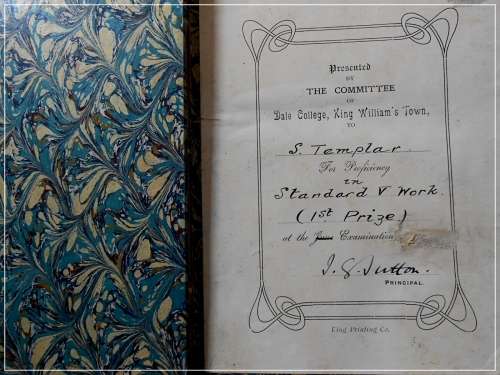 Presented
BY
THE COMMITTEE
OF
Dale College, King William's Town,
TO
S. Templar
For Proficiency
in
Standard V Work.
(1st Prize)
at the Examination,
J. G. Sutton.
PRINCIPAL.
King Printing Co.